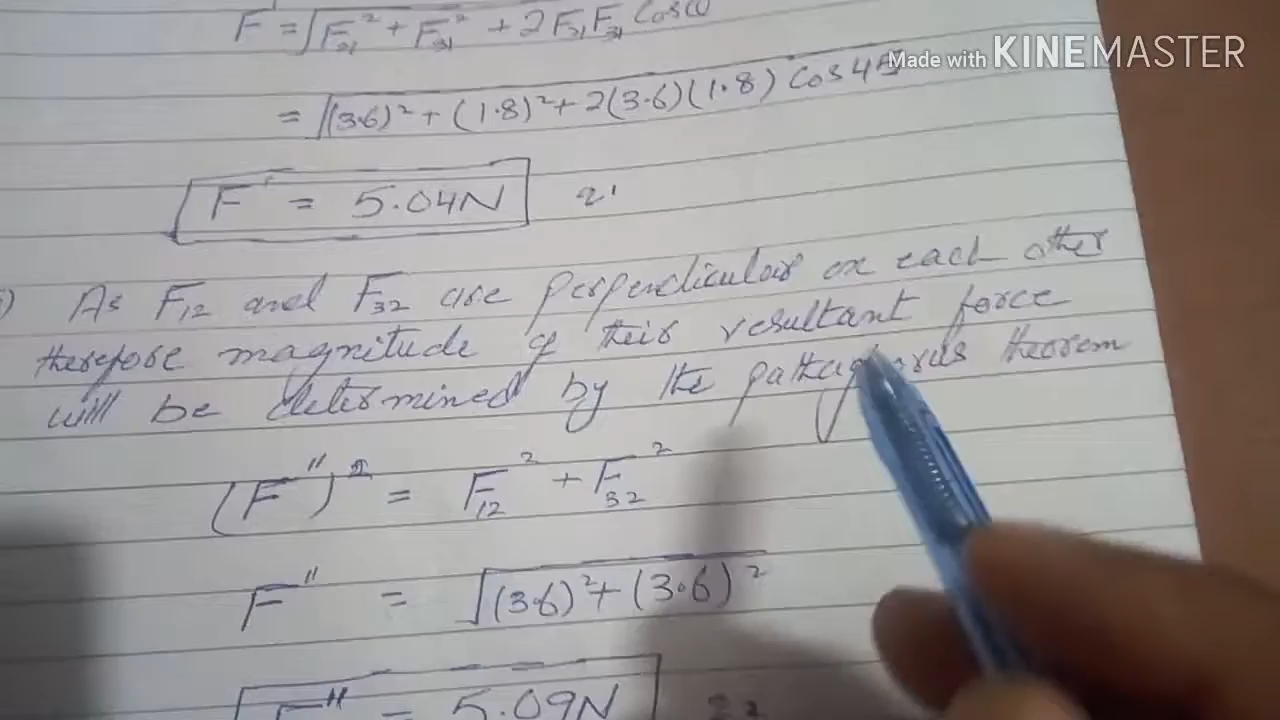 F = √F₂₁² + F₃₁² + 2F₂₁F₃₁ Cosθ
Made with KINEMASTER
= √(3.6)² + (1.8)² + 2(3.6)(1.8) Cos45
F' = 5.04N
As F₁₂ and F₃₂ are perpendicular on each other
therefore magnitude of their resultant force
will be determined by the theorem
(F'')² = F₁₂² + F₃₂²
F'' = √(3.6)² + (3.6)²
F'' = 5.09N